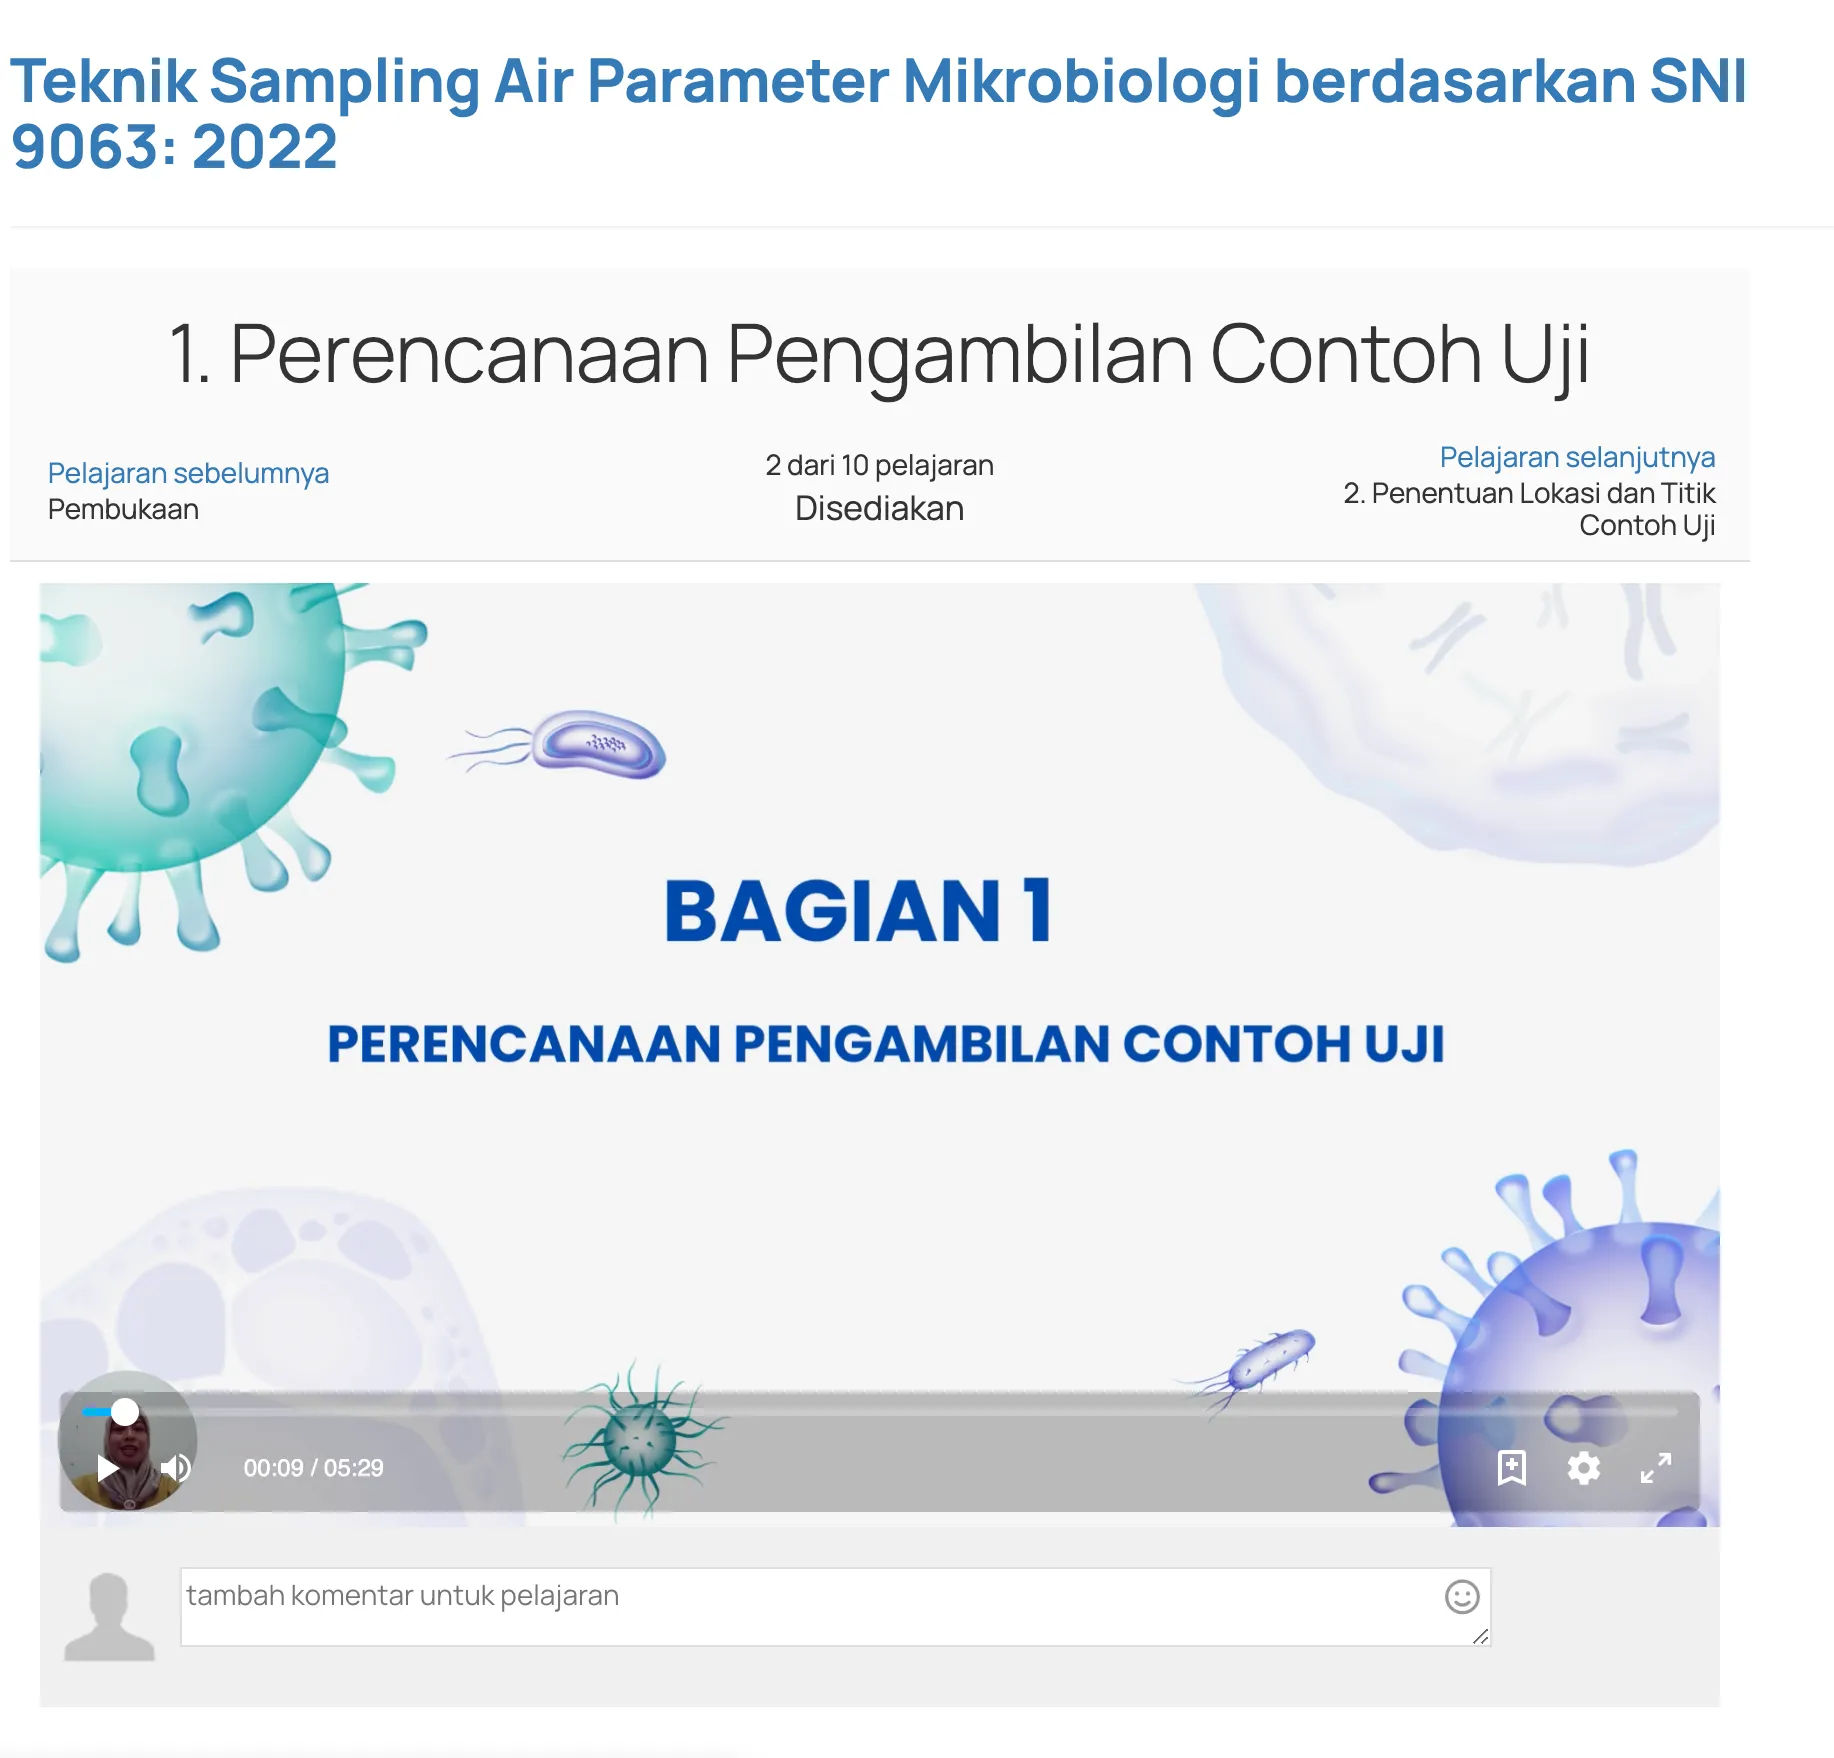 Teknik Sampling Air Parameter Mikrobiologi berdasarkan SNI
9063: 2022
1. Perencanaan Pengambilan Contoh Uji
Pelajaran sebelumnya
Pembukaan
2 dari 10 pelajaran
Disediakan
Pelajaran selanjutnya
2. Penentuan Lokasi dan Titik
Contoh Uji
BAGIAN 1
PERENCANAAN PENGAMBILAN CONTOH UJI
00:09 / 05:29
tambah komentar untuk pelajaran